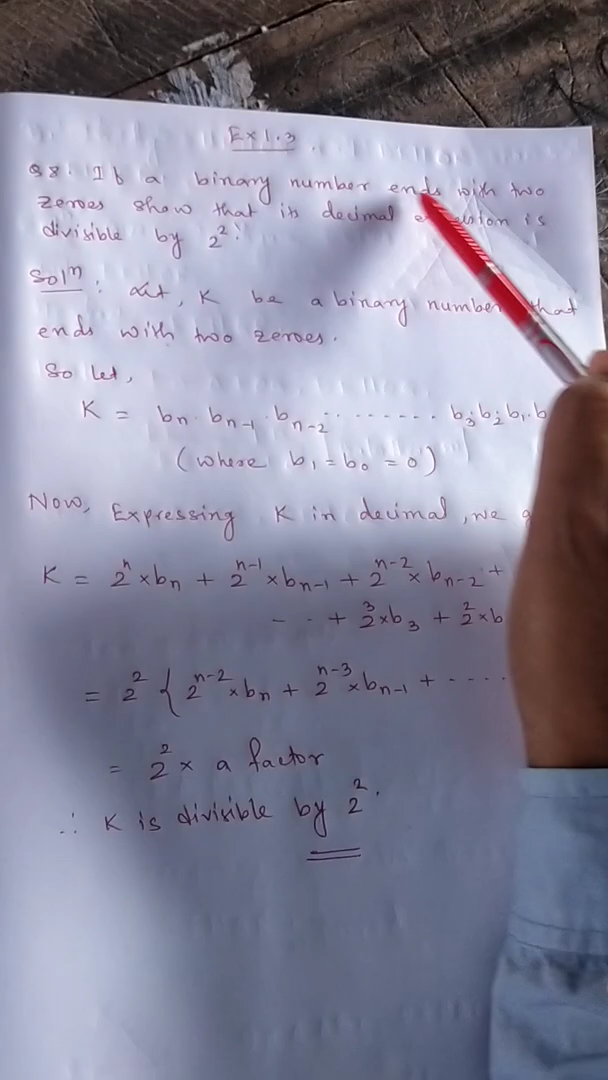 Ex 1.3
Q8. If a binary number ends with two
zeroes show that its decimal is
divisible by 2².
Solⁿ: Let, K be a binary number that
ends with two zeroes.
So let,
K = bₙ . bₙ₋₁ . bₙ₋₂ ........ b₃ b₂ b₁ . b
(where b₁ = b₀ = 0)
Now, Expressing K in decimal, we
K = 2ⁿ × bₙ + 2ⁿ⁻¹ × bₙ₋₁ + 2ⁿ⁻² × bₙ₋₂ +
- - + 2³ × b₃ + 2² × b
= 2² { 2ⁿ⁻² × bₙ + 2ⁿ⁻³ × bₙ₋₁ + - - - -
= 2² × a factor
∴ K is divisible by 2².